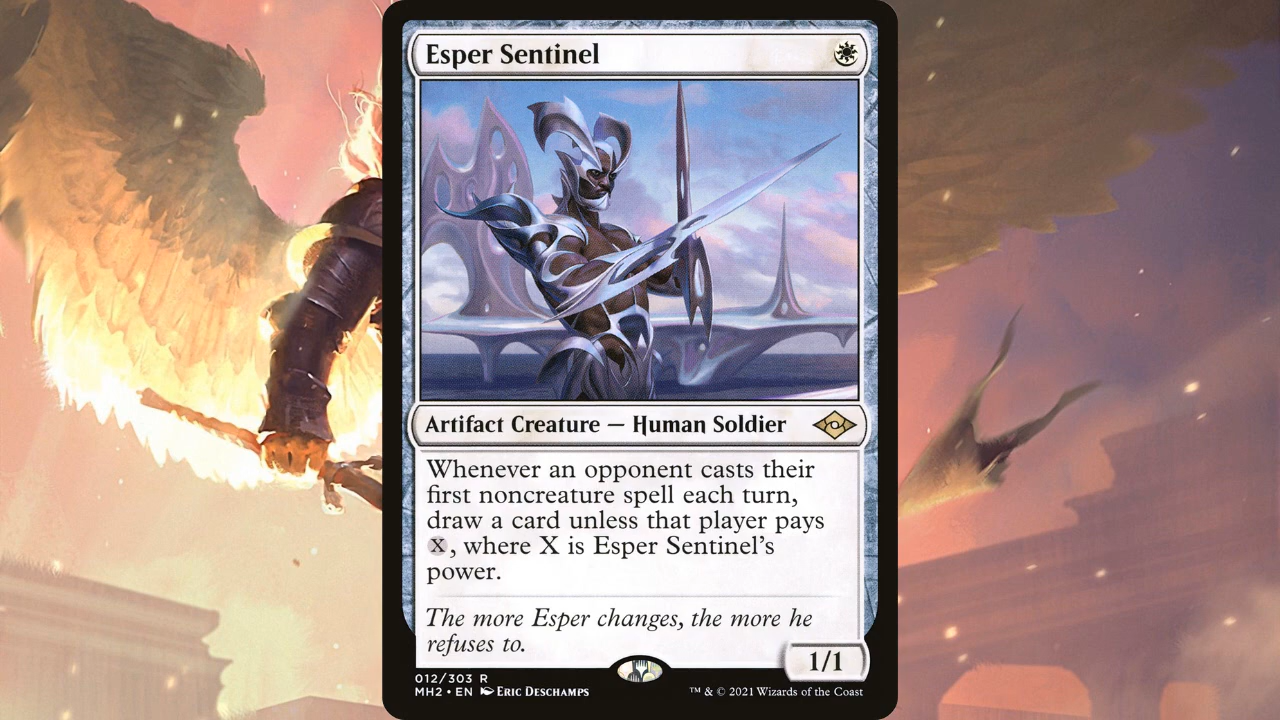 Esper Sentinel
Artifact Creature — Human Soldier
Whenever an opponent casts their
first noncreature spell each turn,
draw a card unless that player pays
X, where X is Esper Sentinel's
power.
The more Esper changes, the more he
refuses to.
1/1
012/303 R
MH2 • EN Eric Deschamps
™ & © 2021 Wizards of the Coast